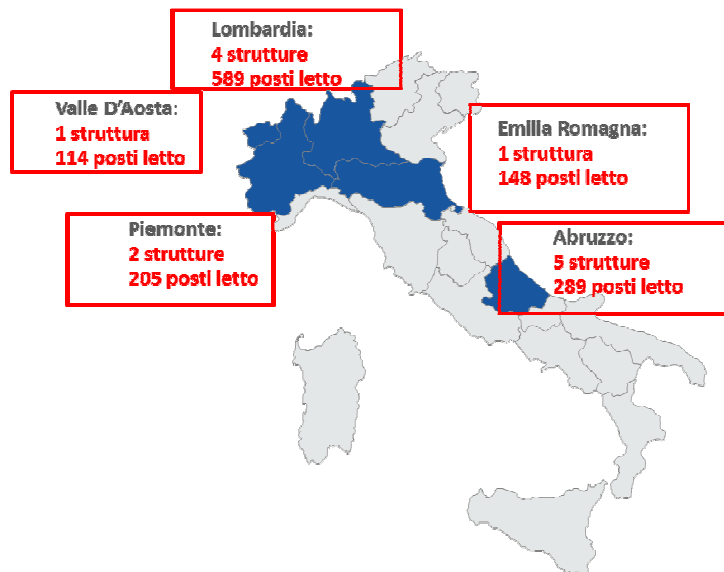 Lombardia:
4 strutture
589 posti letto
Valle D'Aosta:
1 struttura
114 posti letto
Emilia Romagna:
1 struttura
148 posti letto
Piemonte:
2 strutture
205 posti letto
Abruzzo:
5 strutture
289 posti letto